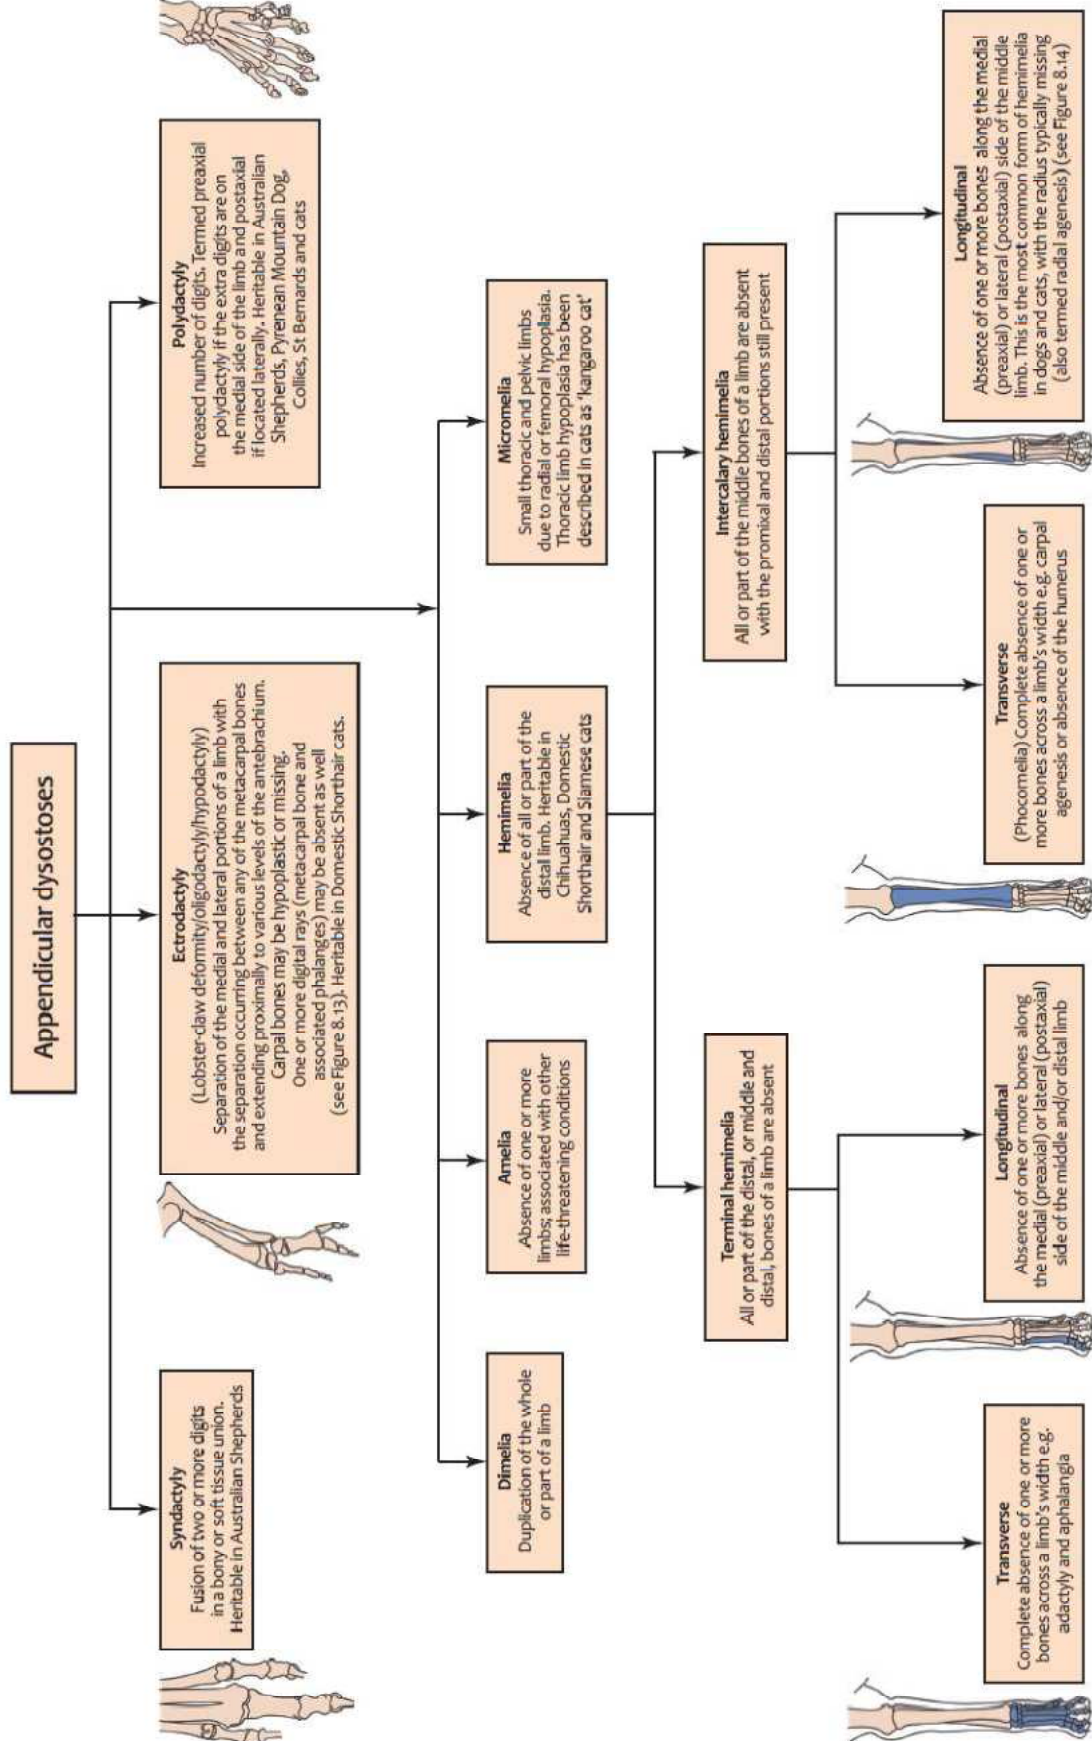 Appendicular dysostoses
Syndactyly
Fusion of two or more digits
in a bony or soft tissue union.
Heritable in Australian Shepherds
Ectrodactyly
(Lobster-claw deformity/oligodactyly/hypodactyly)
Separation of the medial and lateral portions of a limb with
the separation occurring between any of the metacarpal bones
and extending proximally to various levels of the antebrachium.
Carpal bones may be hypoplastic or missing.
One or more digital rays (metacarpal bone and
associated phalanges) may be absent as well
(see Figure 8.13). Heritable in Domestic Shorthair cats.
Polydactyly
Increased number of digits. Termed preaxial
polydactyly if the extra digits are on
the medial side of the limb and postaxial
if located laterally. Heritable in Australian
Shepherds, Pyrenean Mountain Dog,
Collies, St Bernards and cats
Dimelia
Duplication of the whole
or part of a limb
Amelia
Absence of one or more
limbs; associated with other
life-threatening conditions
Hemimelia
Absence of all or part of the
distal limb. Heritable in
Chihuahuas, Domestic
Shorthair and Siamese cats
Micromelia
Small thoracic and pelvic limbs
due to radial or femoral hypoplasia.
Thoracic limb hypoplasia has been
described in cats as 'kangaroo cat'
Terminal hemimelia
All or part of the distal, or middle and
distal, bones of a limb are absent
Intercalary hemimelia
All or part of the middle bones of a limb are absent
with the promixal and distal portions still present
Transverse
Complete absence of one or more
bones across a limb's width e.g.
adactyly and aphalangia
Longitudinal
Absence of one or more bones along
the medial (preaxial) or lateral (postaxial)
side of the middle and/or distal limb
Transverse
(Phocomelia) Complete absence of one or
more bones across a limb's width e.g. carpal
agenesis or absence of the humerus
Longitudinal
Absence of one or more bones along the medial
(preaxial) or lateral (postaxial) side of the middle
limb. This is the most common form of hemimelia
in dogs and cats, with the radius typically missing
(also termed radial agenesis) (see Figure 8.14)